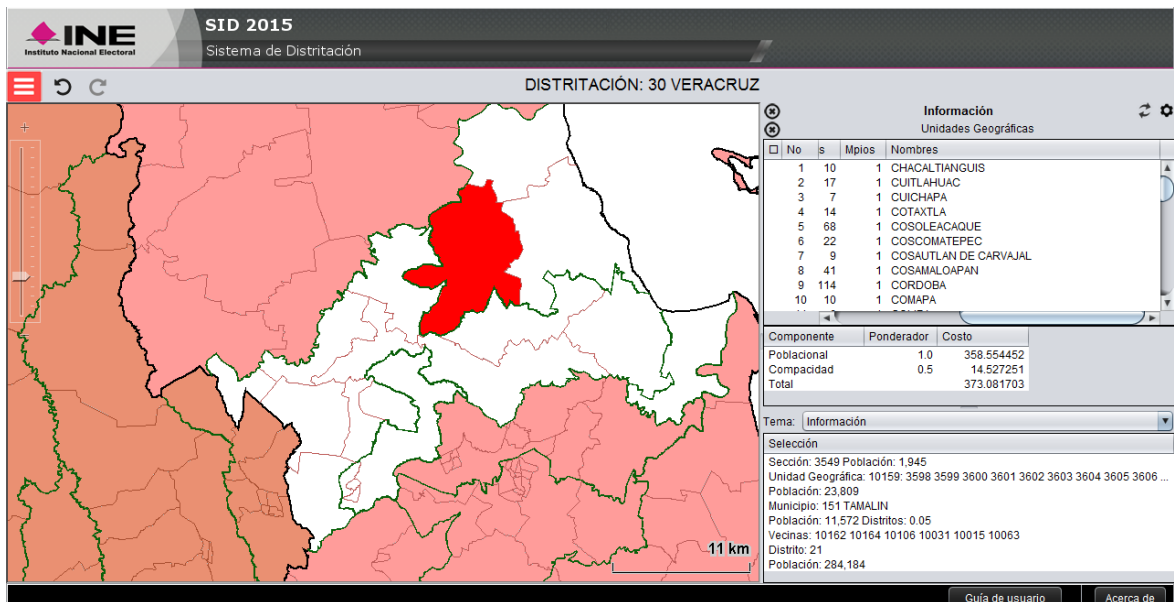 INE
Instituto Nacional Electoral
SID 2015
Sistema de Distritación
DISTRITACIÓN: 30 VERACRUZ
Información
Unidades Geográficas
No s Mpios Nombres
1 10 1 CHACALTIANGUIS
2 17 1 CUITLAHUAC
3 7 1 CUICHAPA
4 14 1 COTAXTLA
5 68 1 COSOLEACAQUE
6 22 1 COSCOMATEPEC
7 9 1 COSAUTLAN DE CARVAJAL
8 41 1 COSAMALOAPAN
9 114 1 CORDOBA
10 10 1 COMAPA
Componente Ponderador Costo
Poblacional 1.0 358.554452
Compacidad 0.5 14.527251
Total 373.081703
Tema: Información
Selección
Sección: 3549 Población: 1,945
Unidad Geográfica: 10159: 3598 3599 3600 3601 3602 3603 3604 3605 3606 ...
Población: 23,809
Municipio: 151 TAMALIN
Población: 11,572 Distritos: 0.05
Vecinas: 10162 10164 10106 10031 10015 10063
Distrito: 21
Población: 284,184
11 km
Guía de usuario
Acerca de